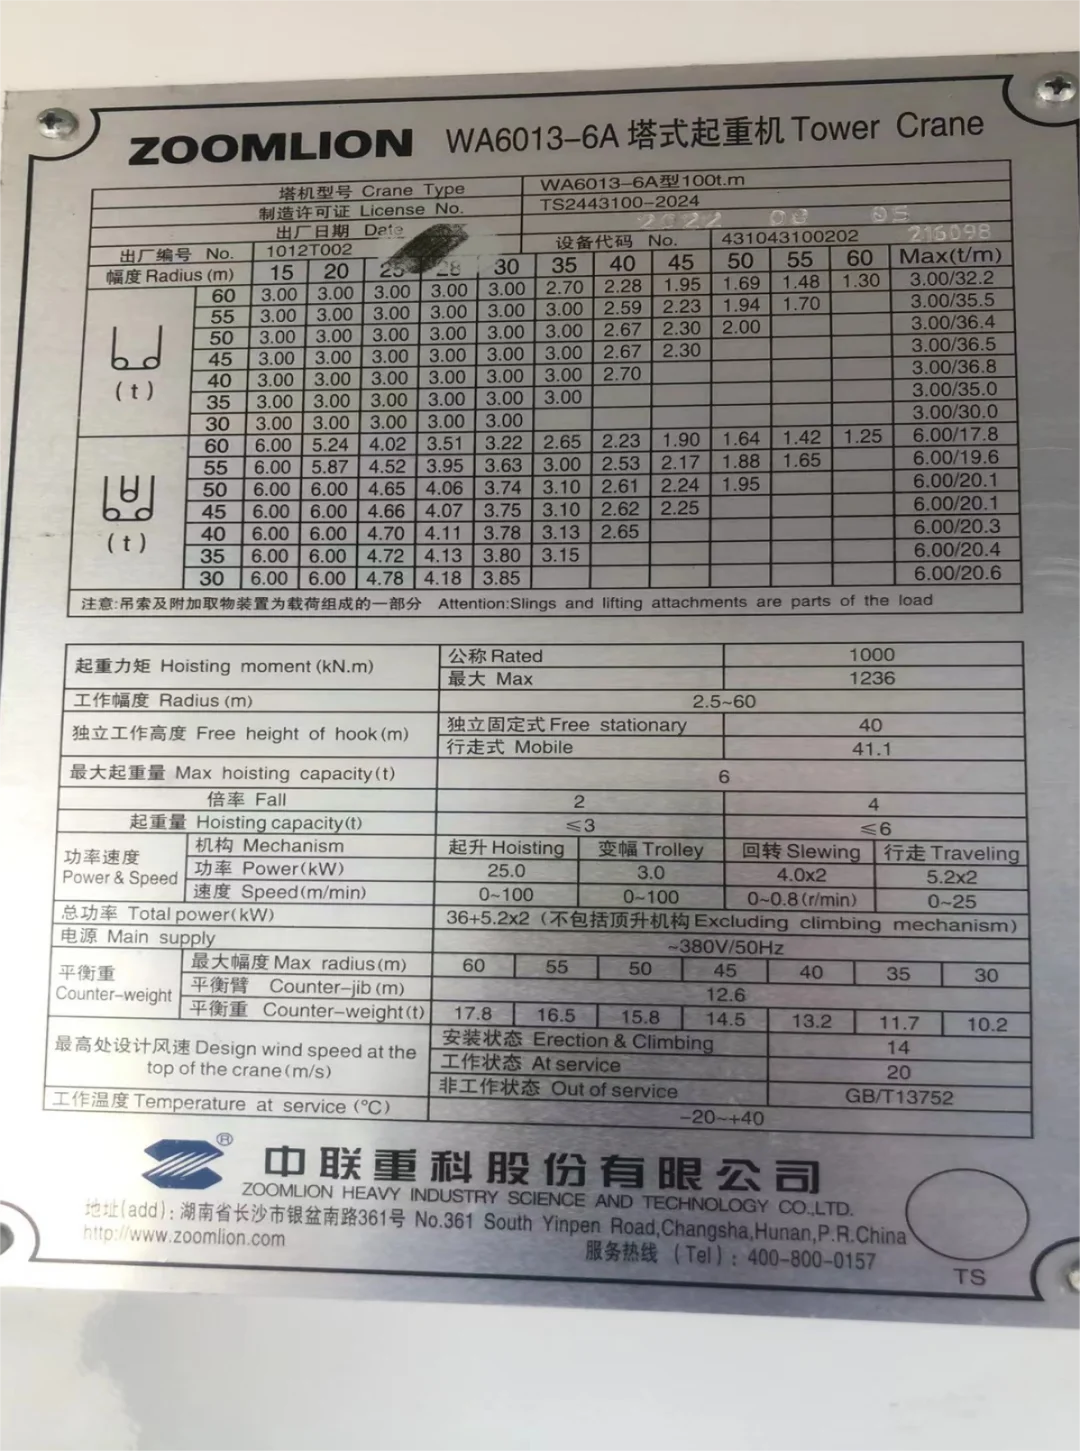 ZOOMLION WA6013-6A 塔式起重机 Tower Crane
塔机型号 Crane Type WA6013-6A型100t.m
制造许可证 License No. TS2443100-2024
出厂日期 Date 2022 09 05
出厂编号 No. 1012T002 设备代码 No. 431043100202 216098
幅度 Radius (m) 15 20 25 28 30 35 40 45 50 55 60 Max(t/m)
60 3.00 3.00 3.00 3.00 3.00 2.70 2.28 1.95 1.69 1.48 1.30 3.00/32.2
55 3.00 3.00 3.00 3.00 3.00 3.00 2.59 2.23 1.94 1.70 3.00/35.5
50 3.00 3.00 3.00 3.00 3.00 3.00 2.67 2.30 2.00 3.00/36.4
45 3.00 3.00 3.00 3.00 3.00 3.00 2.67 2.30 3.00/36.5
(t) 40 3.00 3.00 3.00 3.00 3.00 3.00 2.70 3.00/36.8
35 3.00 3.00 3.00 3.00 3.00 3.00 3.00/35.0
30 3.00 3.00 3.00 3.00 3.00 3.00/30.0
60 6.00 5.24 4.02 3.51 3.22 2.65 2.23 1.90 1.64 1.42 1.25 6.00/17.8
55 6.00 5.87 4.52 3.95 3.63 3.00 2.53 2.17 1.88 1.65 6.00/19.6
50 6.00 6.00 4.65 4.06 3.74 3.10 2.61 2.24 1.95 6.00/20.1
45 6.00 6.00 4.66 4.07 3.75 3.10 2.62 2.25 6.00/20.1
(t) 40 6.00 6.00 4.70 4.11 3.78 3.13 2.65 6.00/20.3
35 6.00 6.00 4.72 4.13 3.80 3.15 6.00/20.4
30 6.00 6.00 4.78 4.18 3.85 6.00/20.6
注意:吊索及附加取物装置为载荷组成的一部分 Attention:Slings and lifting attachments are parts of the load
起重力矩 Hoisting moment (kN.m) 公称 Rated 1000
最大 Max 1236
工作幅度 Radius (m) 2.5~60
独立工作高度 Free height of hook (m) 独立固定式 Free stationary 40
行走式 Mobile 41.1
最大起重量 Max hoisting capacity(t) 6
倍率 Fall 2 4
起重量 Hoisting capacity(t) ≤3 ≤6
功率速度 Power & Speed 机构 Mechanism 起升 Hoisting 变幅 Trolley 回转 Slewing 行走 Traveling
功率 Power(kW) 25.0 3.0 4.0x2 5.2x2
速度 Speed(m/min) 0~100 0~100 0~0.8 (r/min) 0~25
总功率 Total power(kW) 36+5.2x2 (不包括顶升机构 Excluding climbing mechanism)
电源 Main supply ~380V/50Hz
平衡重 Counter-weight 最大幅度 Max radius(m) 60 55 50 45 40 35 30
平衡臂 Counter-jib (m) 12.6
平衡重 Counter-weight(t) 17.8 16.5 15.8 14.5 13.2 11.7 10.2
最高处设计风速 Design wind speed at the top of the crane(m/s) 安装状态 Erection & Climbing 14
工作状态 At service 20
非工作状态 Out of service GB/T13752
工作温度 Temperature at service (℃) -20~+40
®
中联重科股份有限公司
ZOOMLION HEAVY INDUSTRY SCIENCE AND TECHNOLOGY CO.,LTD.
地址(add) : 湖南省长沙市银盆南路361号 No.361 South Yinpen Road,Changsha,Hunan,P.R.China
http://www.zoomlion.com
服务热线 (Tel) : 400-800-0157
TS